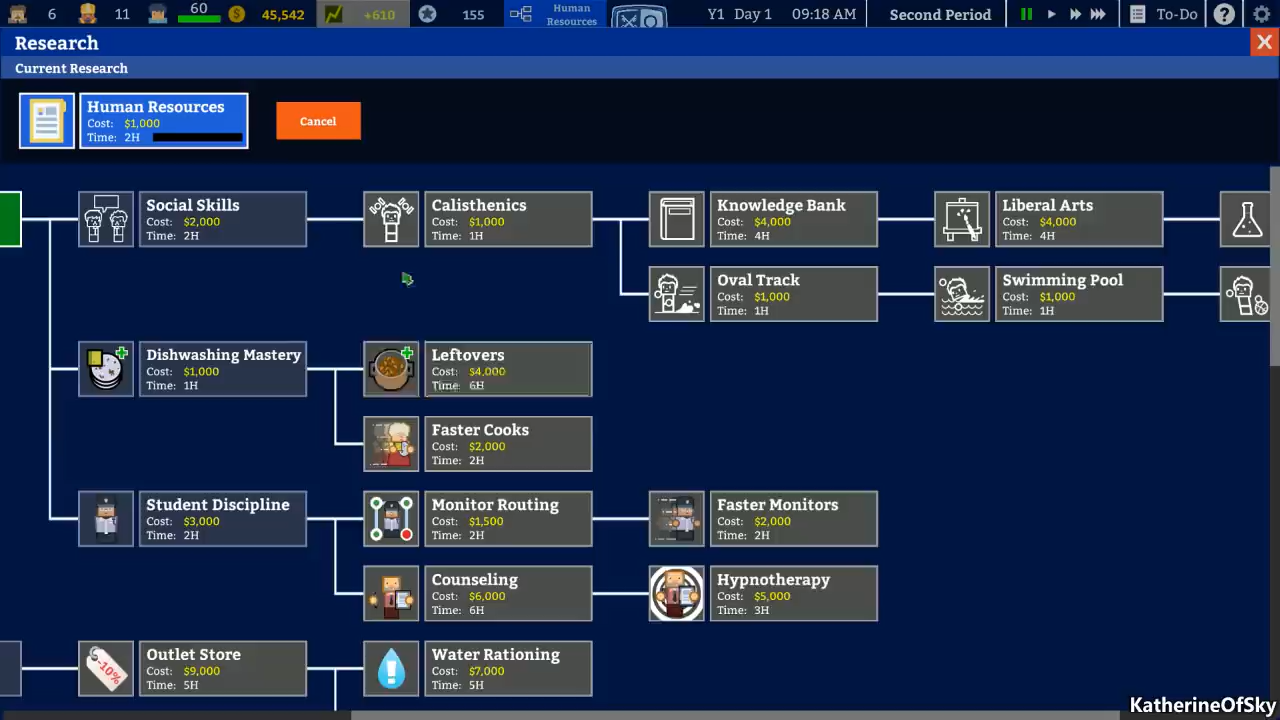 6 11 60 45,542 +610 155 Human Resources Y1 Day 1 09:18 AM Second Period To-Do ?
Research
Current Research
Human Resources
Cost: $1,000
Time: 2H
Cancel
Social Skills
Cost: $2,000
Time: 2H
Calisthenics
Cost: $1,000
Time: 1H
Knowledge Bank
Cost: $4,000
Time: 4H
Liberal Arts
Cost: $4,000
Time: 4H
Oval Track
Cost: $1,000
Time: 1H
Swimming Pool
Cost: $1,000
Time: 1H
Dishwashing Mastery
Cost: $1,000
Time: 1H
Leftovers
Cost: $4,000
Time: 6H
Faster Cooks
Cost: $2,000
Time: 2H
Student Discipline
Cost: $3,000
Time: 2H
Monitor Routing
Cost: $1,500
Time: 2H
Faster Monitors
Cost: $2,000
Time: 2H
Counseling
Cost: $6,000
Time: 6H
Hypnotherapy
Cost: $5,000
Time: 3H
-10%
Outlet Store
Cost: $9,000
Time: 5H
Water Rationing
Cost: $7,000
Time: 5H
KatherineOfSky